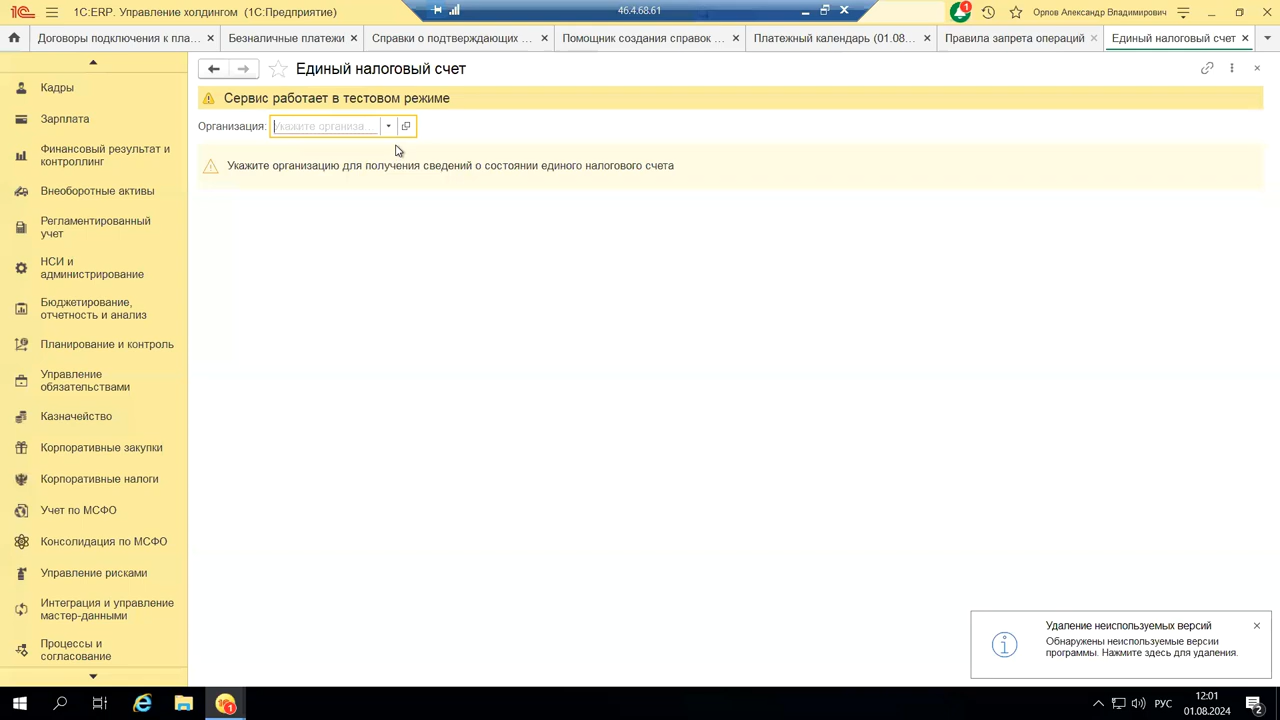 1С:ERP. Управление холдингом (1С:Предприятие)
46.4.68.61
1
Орлов Александр Владимирович
Договоры подключения к пла...
Безналичные платежи
Справки о подтверждающих ...
Помощник создания справок ...
Платежный календарь (01.08...
Правила запрета операций
Единый налоговый счет
Кадры
Зарплата
Финансовый результат и
контроллинг
Внеоборотные активы
Регламентированный
учет
НСИ и
администрирование
Бюджетирование,
отчетность и анализ
Планирование и контроль
Управление
обязательствами
Казначейство
Корпоративные закупки
Корпоративные налоги
Учет по МСФО
Консолидация по МСФО
Управление рисками
Интеграция и управление
мастер-данными
Процессы и
согласование
Единый налоговый счет
Сервис работает в тестовом режиме
Организация: Укажите организа...
Укажите организацию для получения сведений о состоянии единого налогового счета
Удаление неиспользуемых версий
Обнаружены неиспользуемые версии
программы. Нажмите здесь для удаления.
1
РУС
12:01
01.08.2024
2